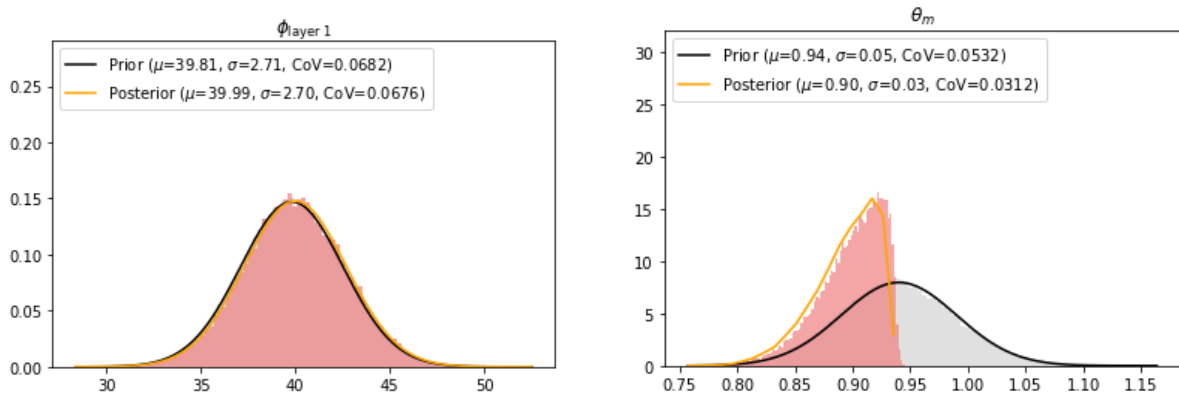 ϕ_layer 1
Prior (μ=39.81, σ=2.71, CoV=0.0682)
Posterior (μ=39.99, σ=2.70, CoV=0.0676)
0.25
0.20
0.15
0.10
0.05
0.00
30 35 40 45 50
θ_m
Prior (μ=0.94, σ=0.05, CoV=0.0532)
Posterior (μ=0.90, σ=0.03, CoV=0.0312)
30
25
20
15
10
5
0
0.75 0.80 0.85 0.90 0.95 1.00 1.05 1.10 1.15